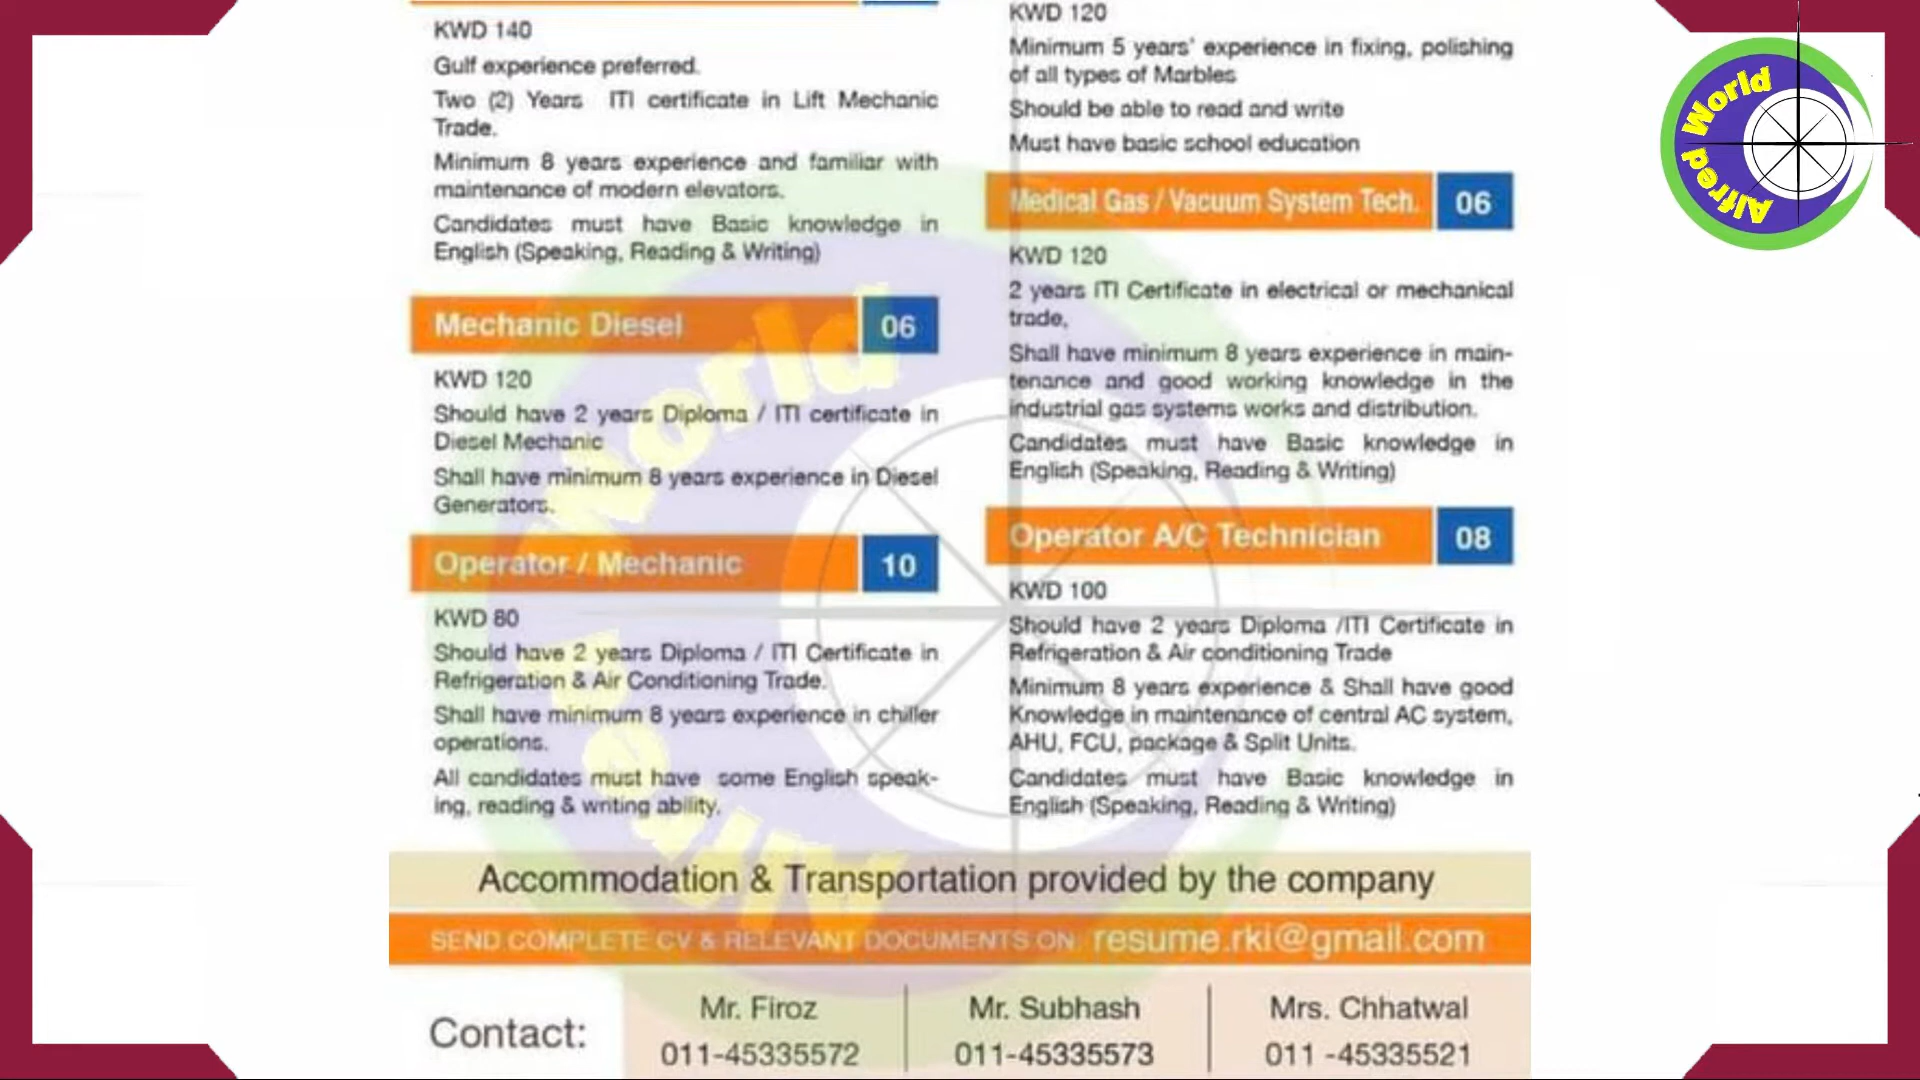 KWD 140
Gulf experience preferred.
Two (2) Years ITI certificate in Lift Mechanic
Trade.
Minimum 8 years experience and familiar with
maintenance of modern elevators.
Candidates must have Basic knowledge in
English (Speaking, Reading & Writing)
Mechanic Diesel 06
KWD 120
Should have 2 years Diploma / ITI certificate in
Diesel Mechanic
Shall have minimum 8 years experience in Diesel
Generators.
Operator / Mechanic 10
KWD 80
Should have 2 years Diploma / ITI Certificate in
Refrigeration & Air Conditioning Trade.
Shall have minimum 8 years experience in chiller
operations.
All candidates must have some English speak-
ing, reading & writing ability.
KWD 120
Minimum 5 years' experience in fixing, polishing
of all types of Marbles
Should be able to read and write
Must have basic school education
Medical Gas / Vacuum System Tech. 06
KWD 120
2 years ITI Certificate in electrical or mechanical
trade,
Shall have minimum 8 years experience in main-
tenance and good working knowledge in the
industrial gas systems works and distribution.
Candidates must have Basic knowledge in
English (Speaking, Reading & Writing)
Operator A/C Technician 08
KWD 100
Should have 2 years Diploma /ITI Certificate in
Refrigeration & Air conditioning Trade
Minimum 8 years experience & Shall have good
Knowledge in maintenance of central AC system,
AHU, FCU, package & Split Units.
Candidates must have Basic knowledge in
English (Speaking, Reading & Writing)
Accommodation & Transportation provided by the company
SEND COMPLETE CV & RELEVANT DOCUMENTS ON: resume.rki@gmail.com
Contact:
Mr. Firoz
011-45335572
Mr. Subhash
011-45335573
Mrs. Chhatwal
011 -45335521
Alfred World
Alfred World